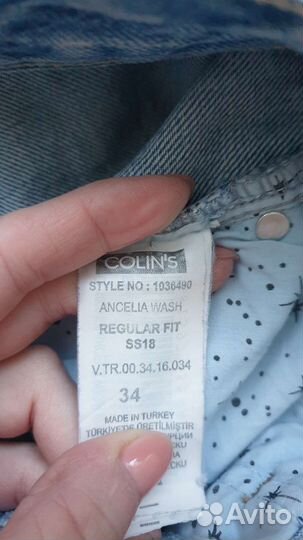 COLIN'S
STYLE NO : 1036490
ANCELIA WASH
REGULAR FIT
SS18
V.TR.00.34.16.034
34
MADE IN TURKEY
TÜRKİYE'DE ÜRETİLMİŞTİR
Avito